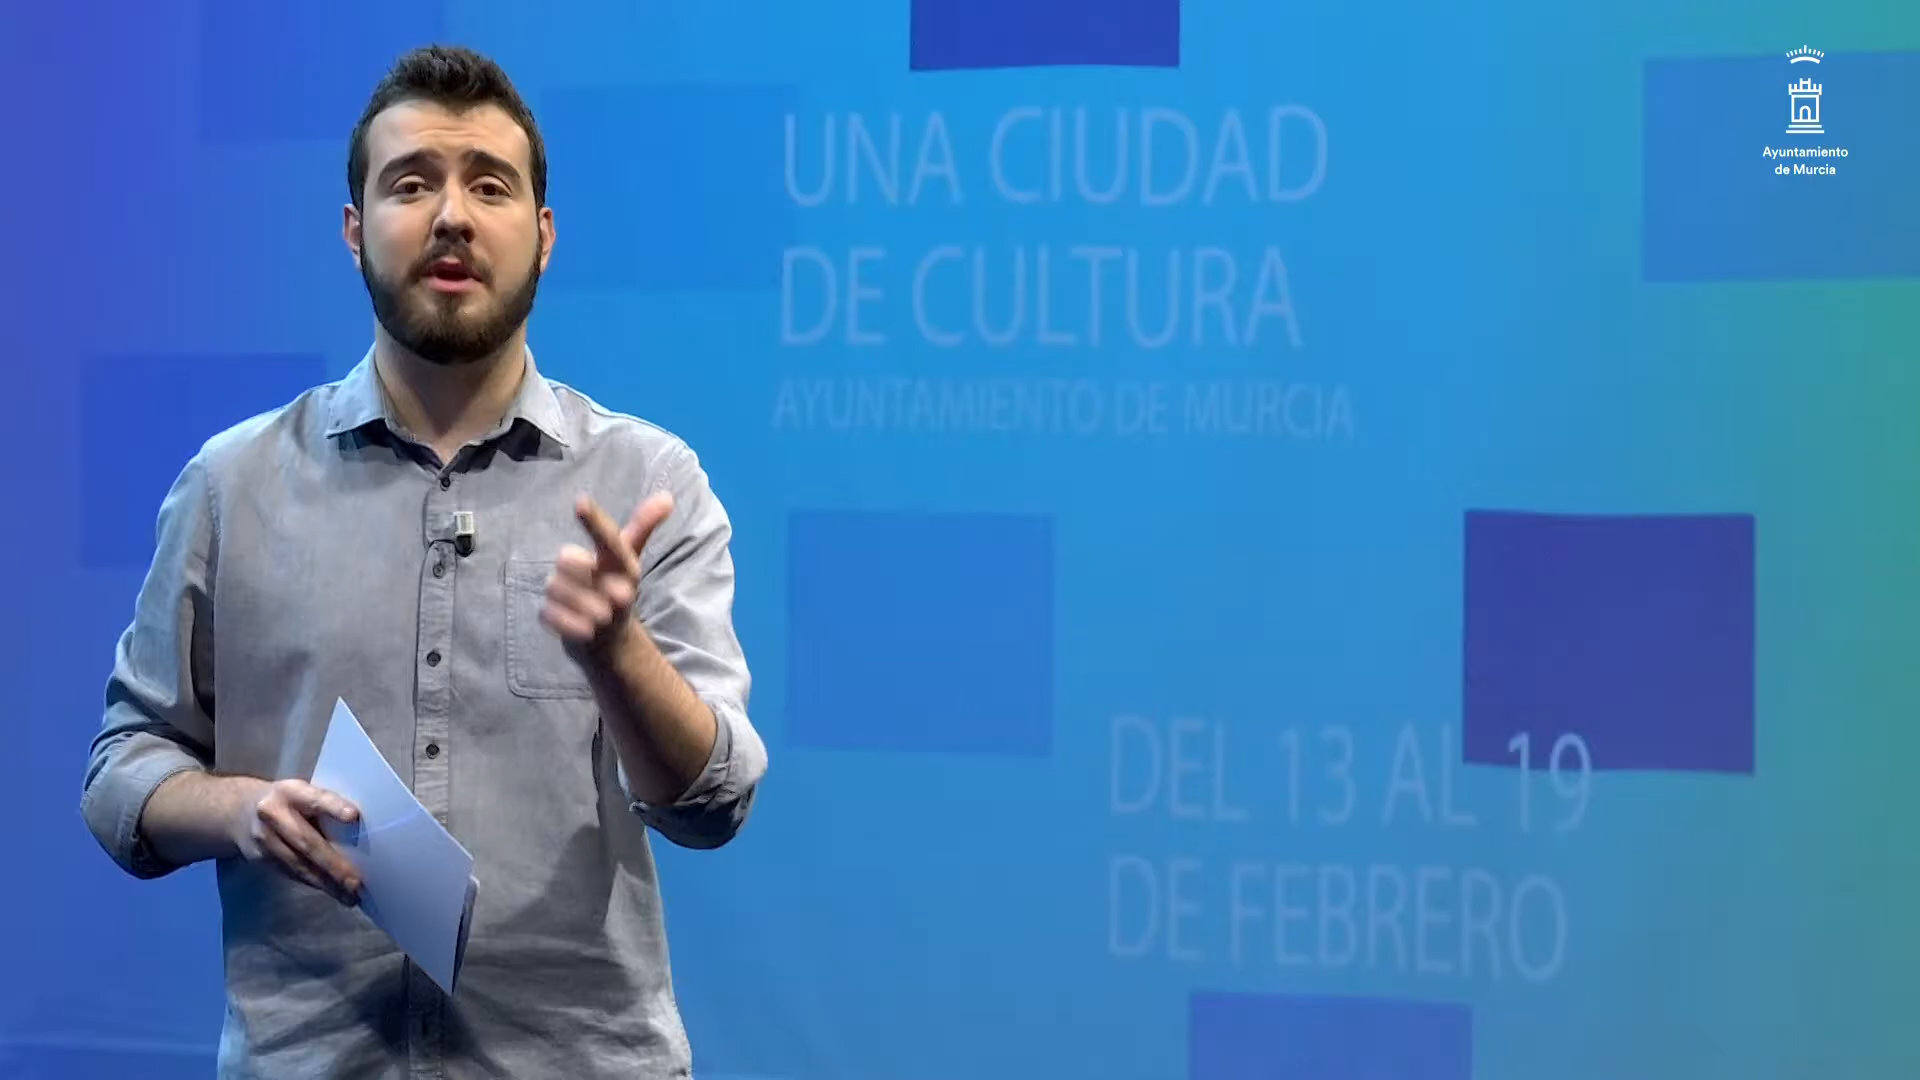 UNA CIUDAD
DE CULTURA
AYUNTAMIENTO DE MURCIA
Ayuntamiento
de Murcia
DEL 13 AL 19
DE FEBRERO